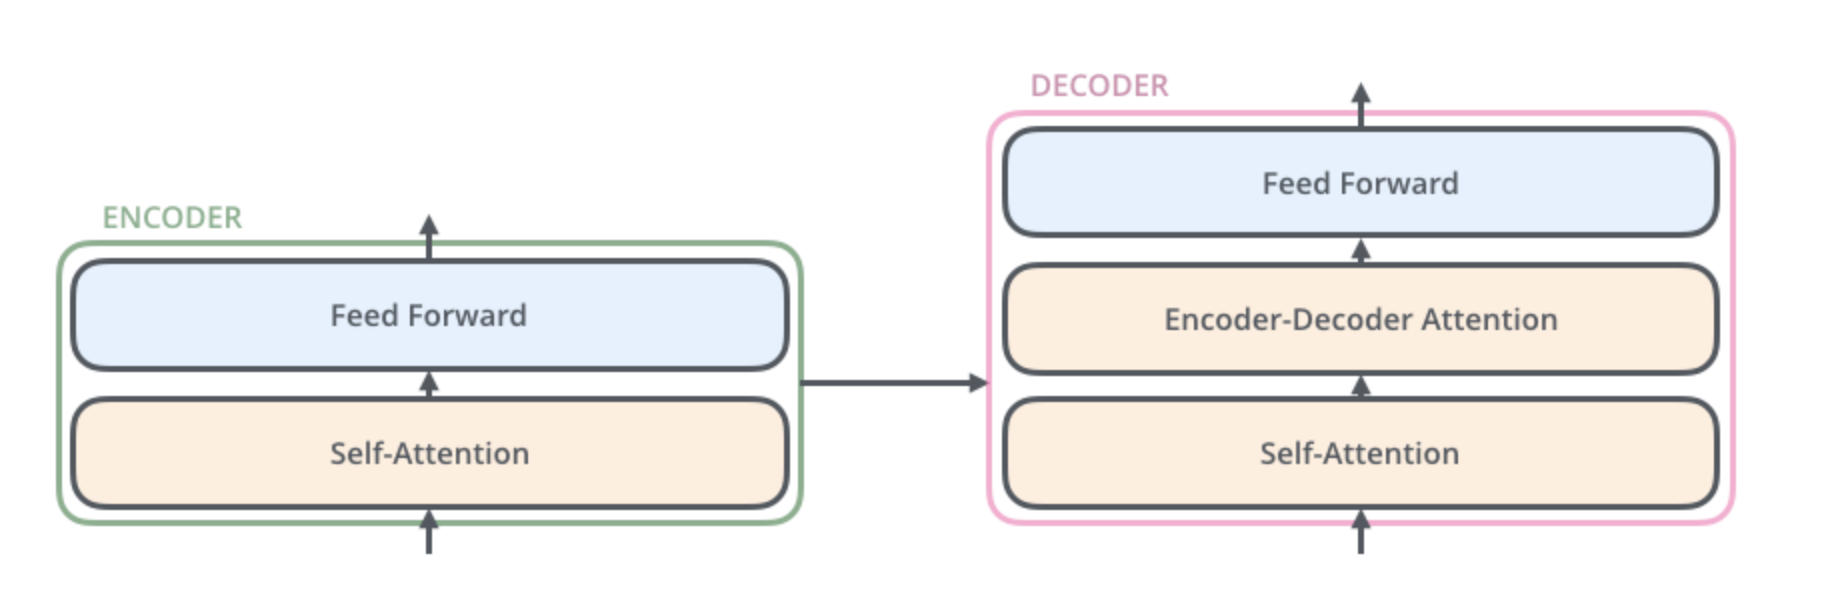 ENCODER
Feed Forward
Self-Attention
DECODER
Feed Forward
Encoder-Decoder Attention
Self-Attention